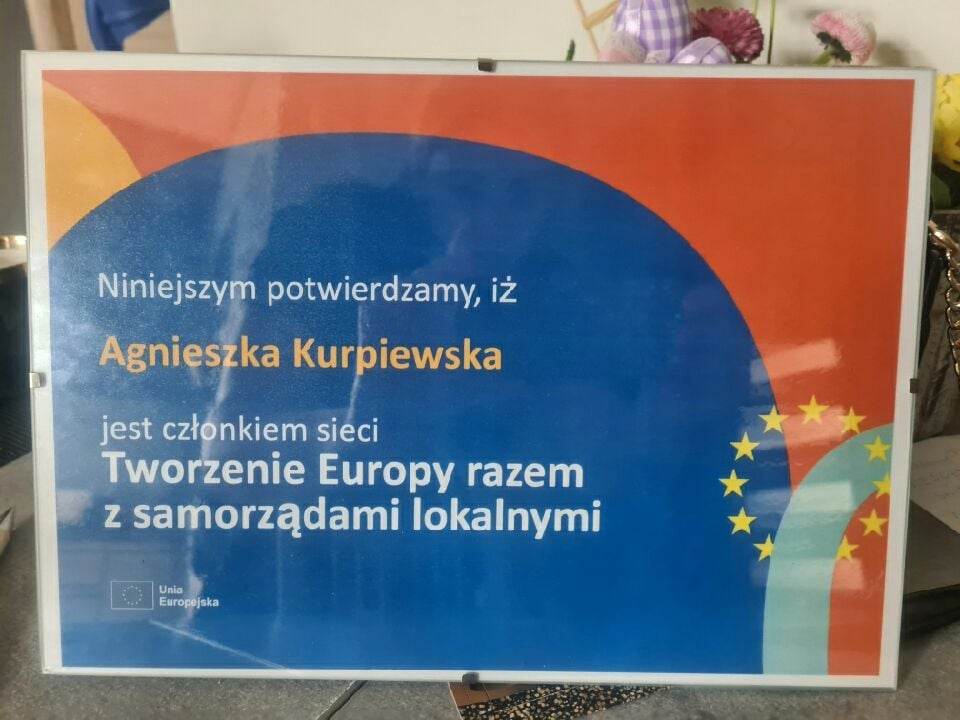 Niniejszym potwierdzamy, iż
Agnieszka Kurpiewska
jest członkiem sieci
Tworzenie Europy razem
z samorządami lokalnymi
Unia
Europejska